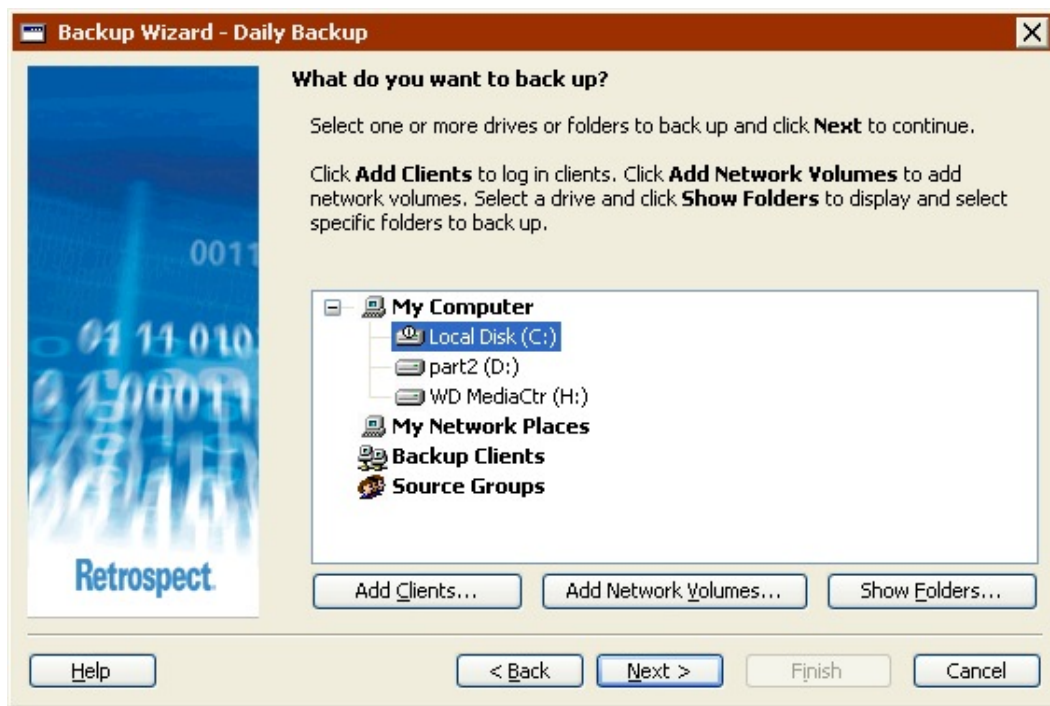 Backup Wizard - Daily Backup
What do you want to back up?
Select one or more drives or folders to back up and click Next to continue.
Click Add Clients to log in clients. Click Add Network Volumes to add
network volumes. Select a drive and click Show Folders to display and select
specific folders to back up.
0011
01 11 010
My Computer
Local Disk (C:)
part2 (D:)
WD MediaCtr (H:)
My Network Places
Backup Clients
Source Groups
Retrospect.
Add Clients...
Add Network Volumes...
Show Folders...
Help
< Back
Next >
Finish
Cancel